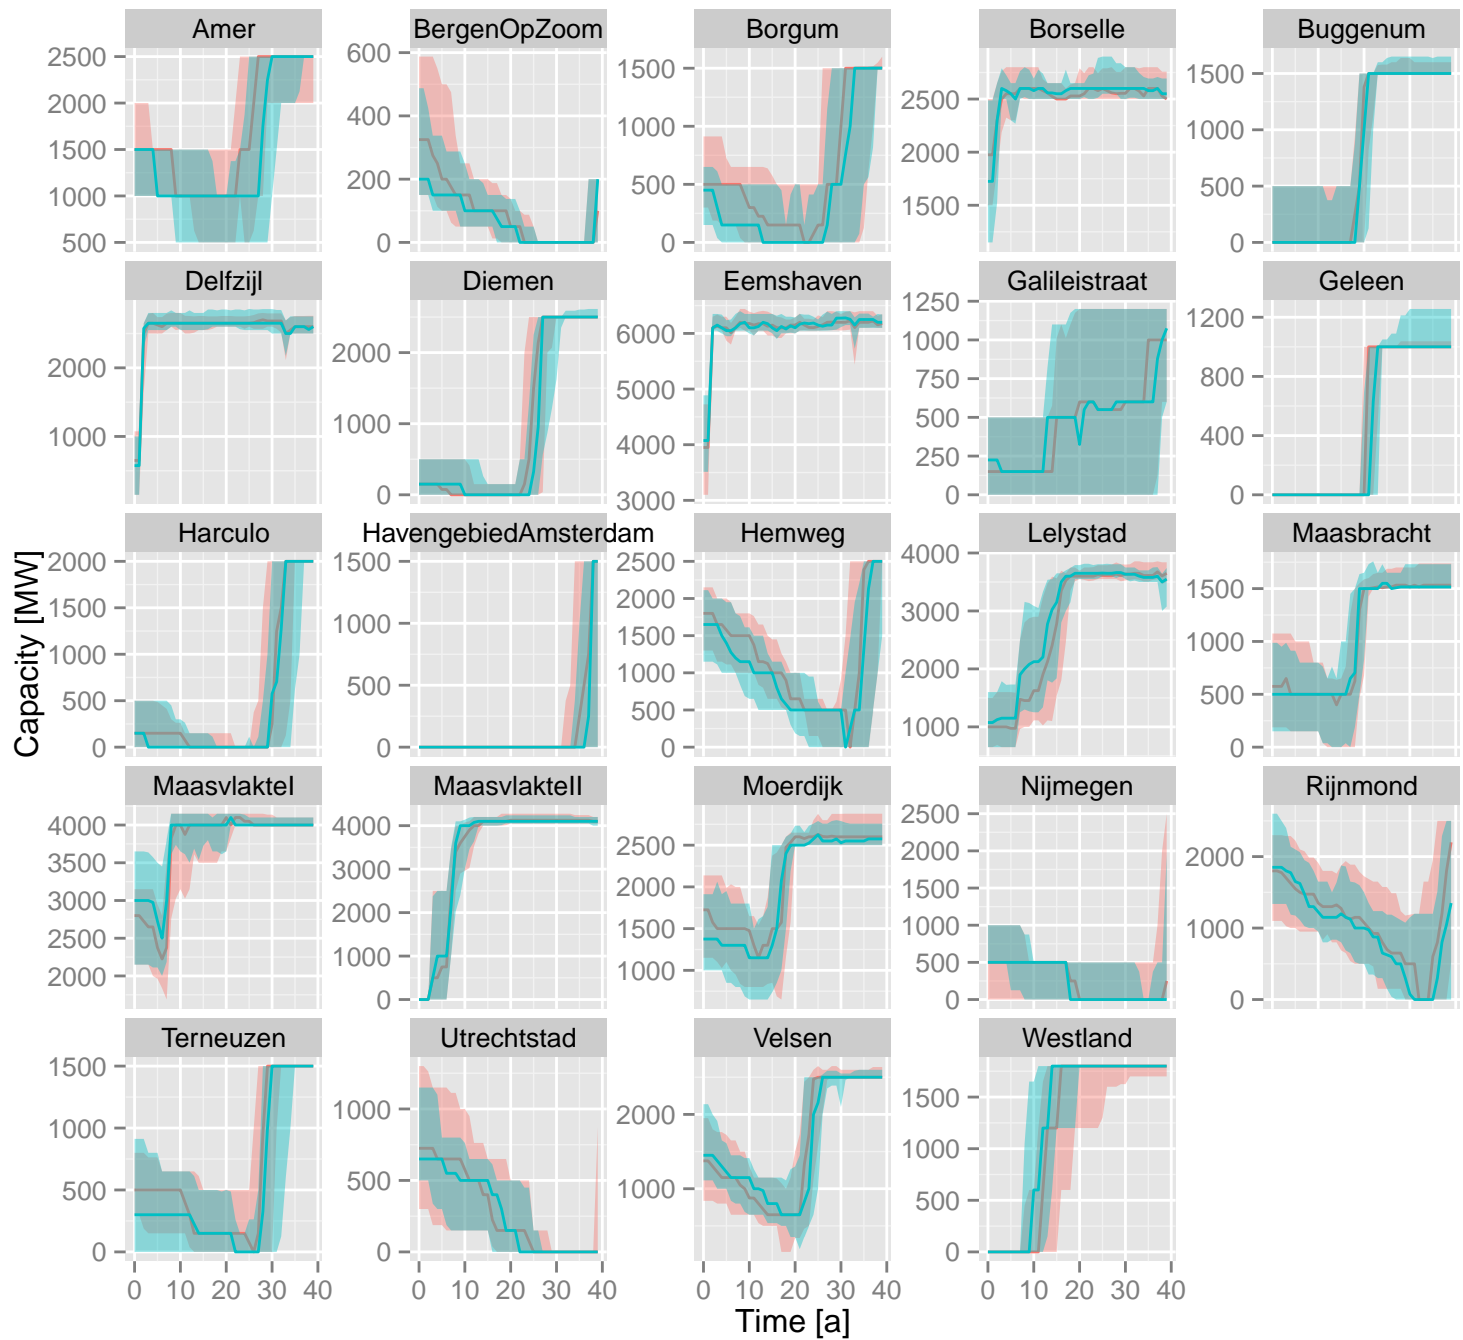 Amer BergenOpZoom Borgum Borselle Buggenum
2500 2000 1500 1000 500
600 400 200 0
1500 1000 500 0
2500 2000 1500
1500 1000 500 0
Delfzijl Diemen Eemshaven Galileistraat Geleen
2000 1000
2000 1000 0
6000 5000 4000 3000
1250 1000 750 500 250 0
1200 800 400 0
Harculo HavengebiedAmsterdam Hemweg Lelystad Maasbracht
2000 1500 1000 500 0
1500 1000 500 0
2500 2000 1500 1000 500 0
4000 3000 2000 1000
1500 1000 500 0
Capacity [MW]
MaasvlakteI MaasvlakteII Moerdijk Nijmegen Rijnmond
4000 3500 3000 2500 2000
4000 3000 2000 1000 0
2500 2000 1500 1000
2500 2000 1500 1000 500 0
2000 1000 0
Terneuzen Utrechtstad Velsen Westland
1500 1000 500 0
1000 500 0
2000 1000
1500 1000 500 0
0 10 20 30 40 0 10 20 30 40 0 10 20 30 40 0 10 20 30 40
Time [a]